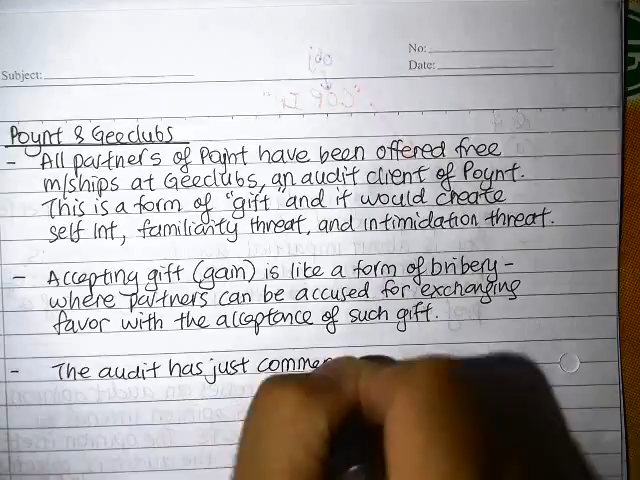 No:
Subject:
Date:
Poynt & Geeclubs
- All partners of Poynt have been offered free
m/ships at Geeclubs, an audit client of Poynt.
This is a form of "gift" and it would create
self Int, familiarity threat, and intimidation threat.
- Accepting gift (gain) is like a form of bribery -
where partners can be accused for exchanging
favor with the acceptance of such gift.
- The audit has just comme